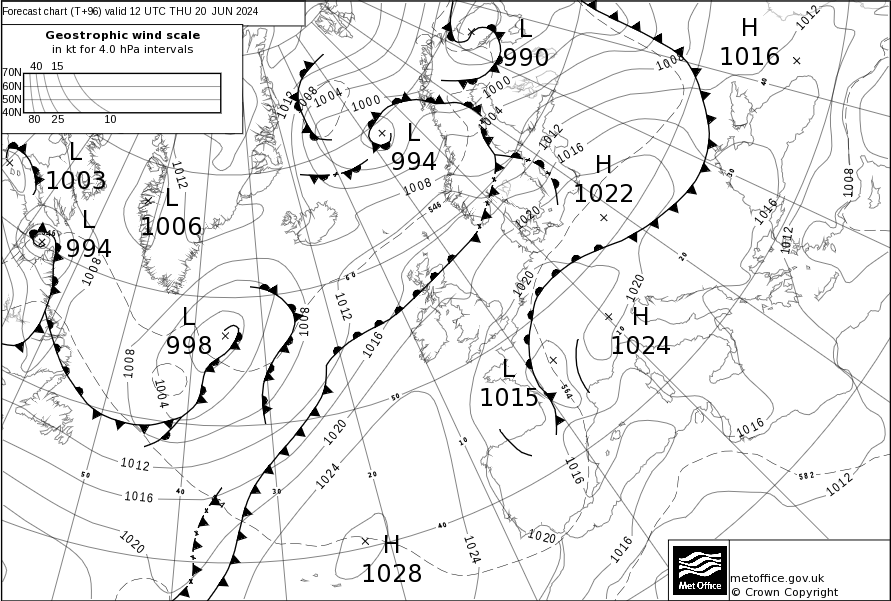 Forecast chart (T+96) valid 12 UTC THU 20 JUN 2024
Geostrophic wind scale
in kt for 4.0 hPa intervals
40 15
70N
60N
50N
40N
80 25 10
L
990
H
1016
1012
1008
1000
1004
1012
1008
1004
1000
L
994
1012
1016
H
1022
1008
L
1003
1012
L
1006
1008
546
1020
1016
1012
1008
30
20
L
994
546
1008
60
1020
1020
1012
1008
L
998
1016
10
H
1024
1008
1004
L
1015
564
50
1020
1016
10
1012
50
40
30
1024
20
1016
582
1012
1016
40
1020
1020
1016
1024
H
1028
40
Met Office
metoffice.gov.uk
© Crown Copyright